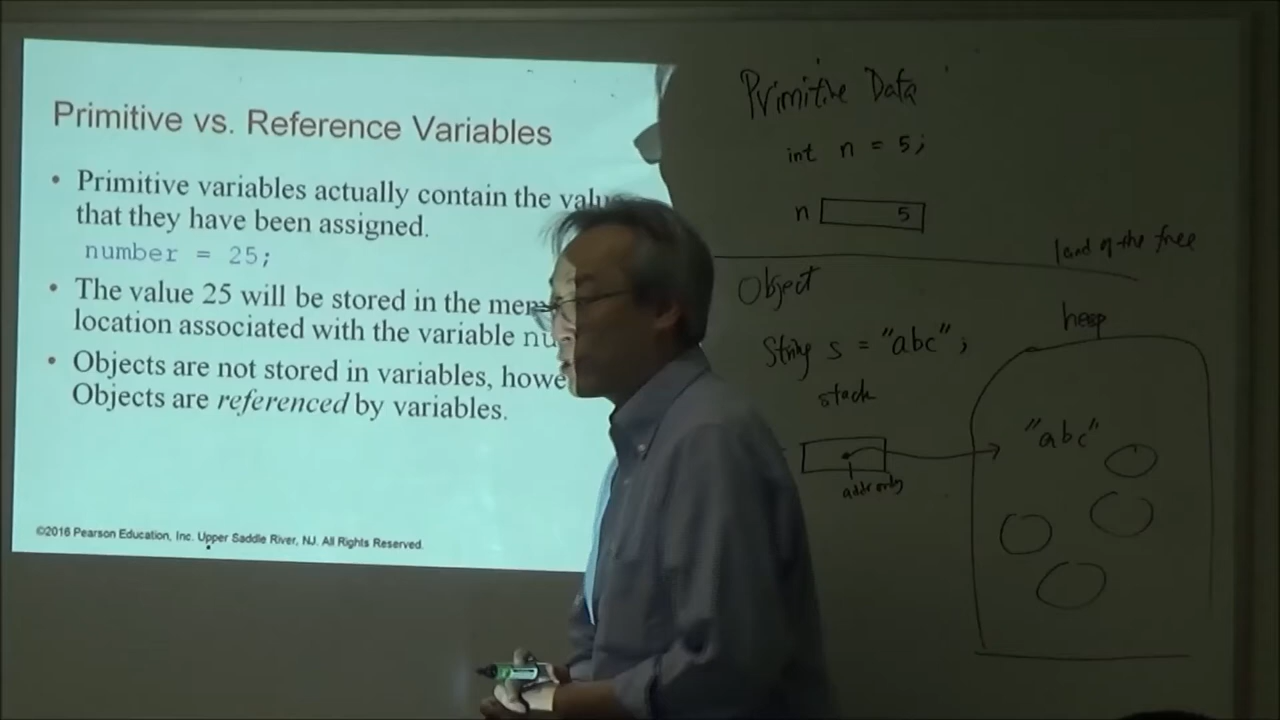 Primitive vs. Reference Variables
• Primitive variables actually contain the valu
that they have been assigned.
number = 25;
• The value 25 will be stored in the mem
location associated with the variable nu
• Objects are not stored in variables, howe
Objects are referenced by variables.
©2016 Pearson Education, Inc. Upper Saddle River, NJ. All Rights Reserved.
Primitive Data
int n = 5;
n 5
land of the free
Object
heap
String s = "abc";
stack
"abc"
addr only